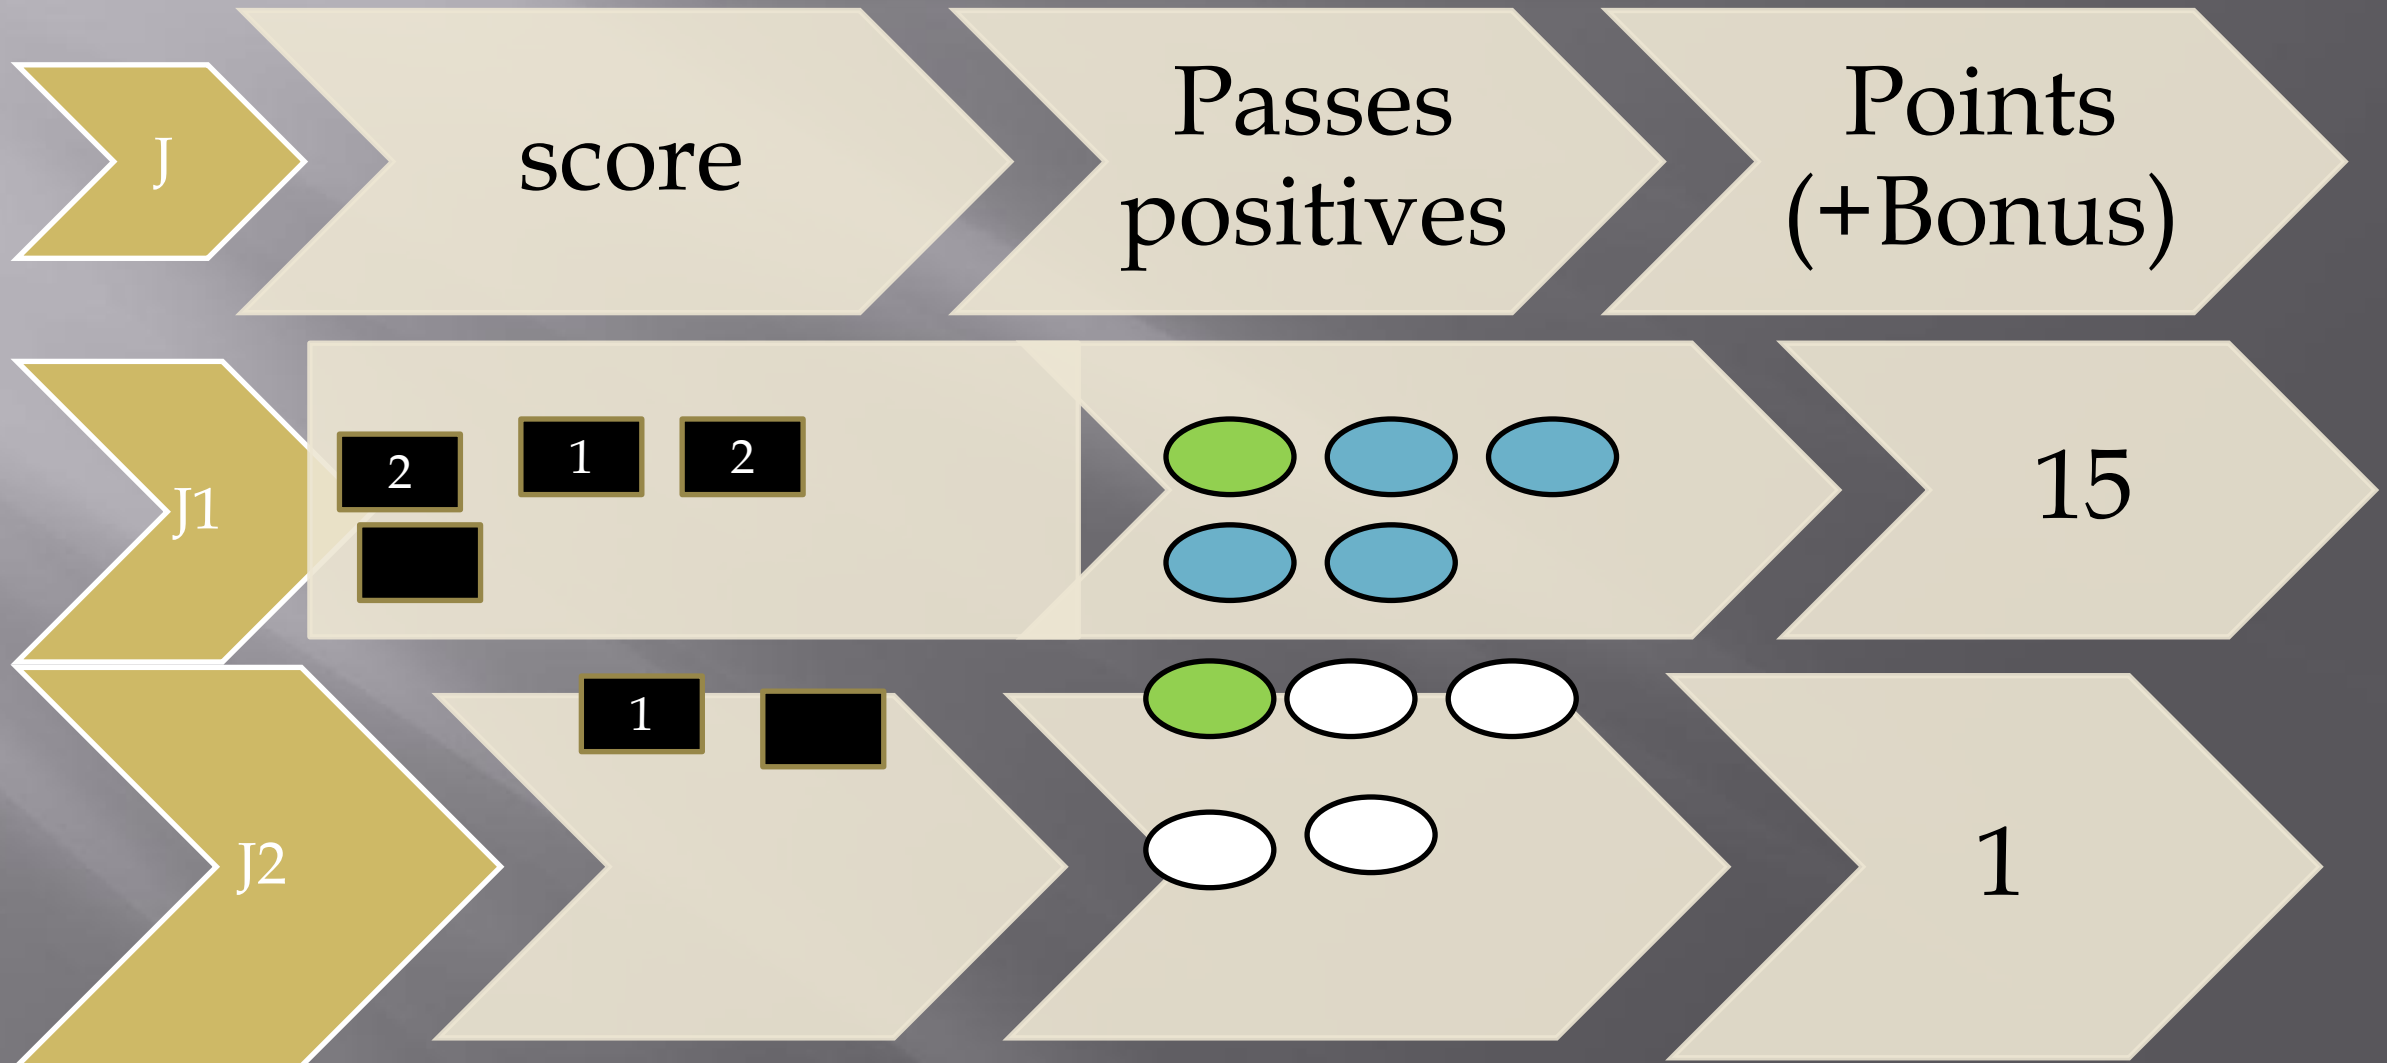 J
score
Passes
positives
Points
(+Bonus)
J1
2
1
2
15
J2
1
1